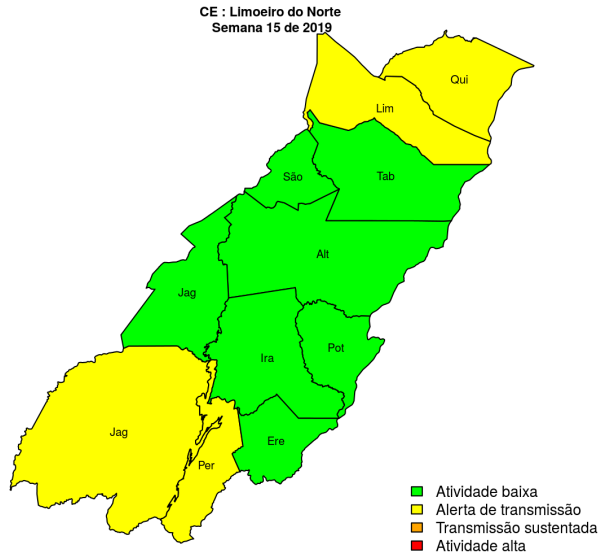 CE : Limoeiro do Norte
Semana 15 de 2019
Qui
Lim
São
Tab
Alt
Jag
Ira
Pot
Jag
Ere
Per
Atividade baixa
Alerta de transmissão
Transmissão sustentada
Atividade alta